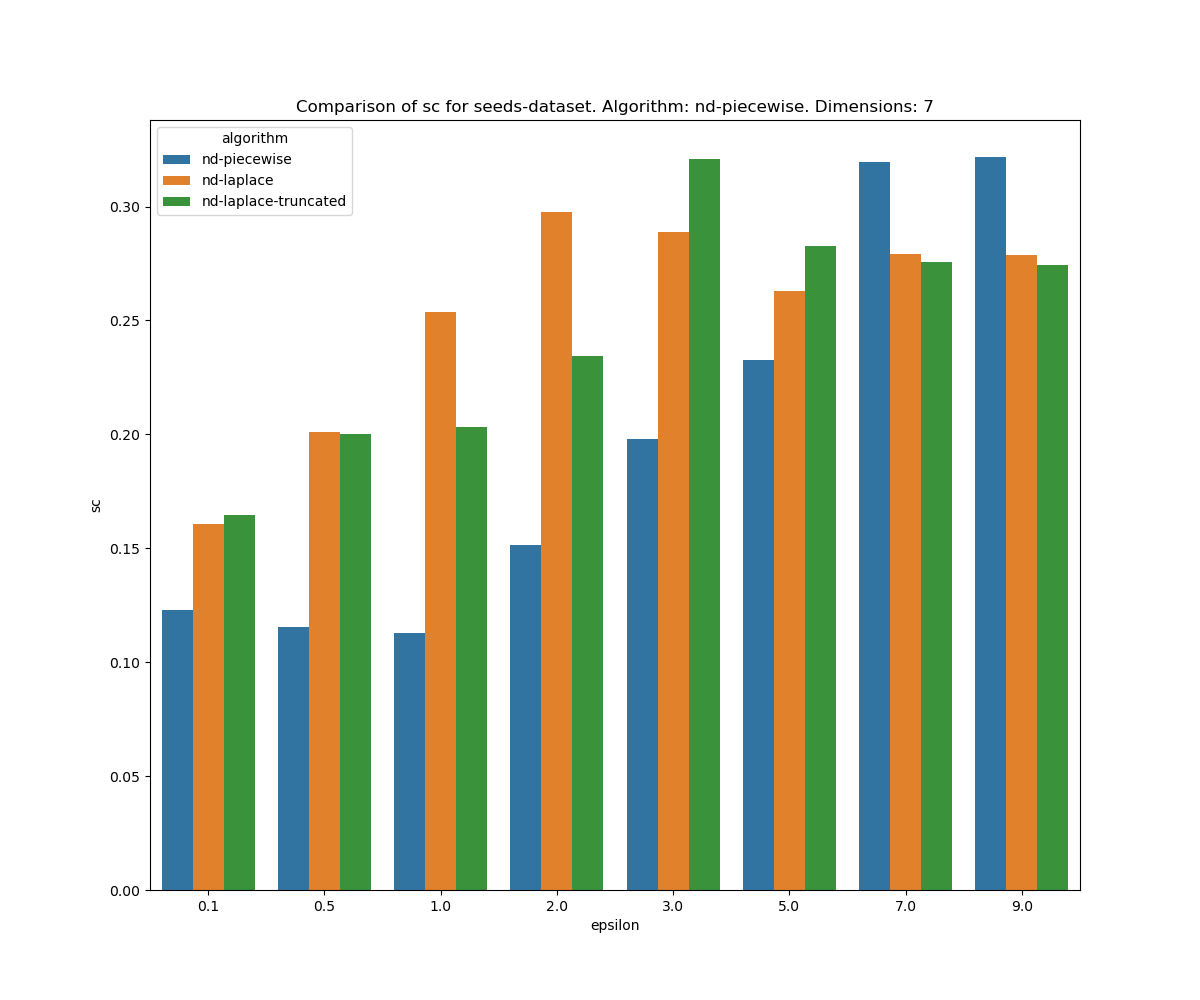 Comparison of sc for seeds-dataset. Algorithm: nd-piecewise. Dimensions: 7
algorithm
nd-piecewise
nd-laplace
nd-laplace-truncated
0.30
0.25
0.20
0.15
0.10
0.05
0.00
sc
0.1 0.5 1.0 2.0 3.0 5.0 7.0 9.0
epsilon